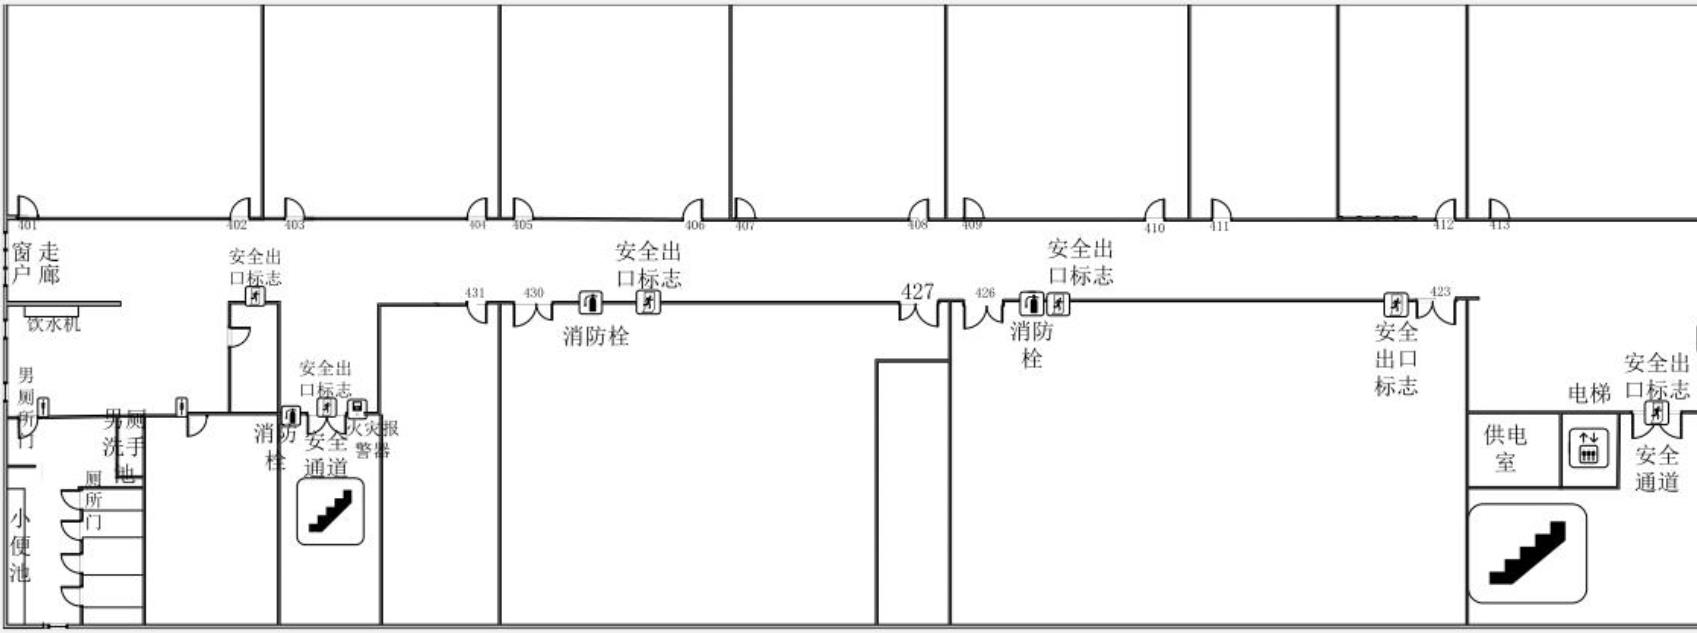 401
402
403
404
405
406
407
408
409
410
411
412
413
窗 走
户 廊
安全出
口标志
安全出
口标志
安全出
口标志
431
430
427
426
423
饮水机
消防栓
消防
栓
安全
出口
标志
男
厕
所
门
男厕
洗手
池
安全出
口标志
消防
栓
安全
通道
火灾报
警器
电梯
安全出
口标志
供电
室
安全
通道
厕
所
门
小
便
池